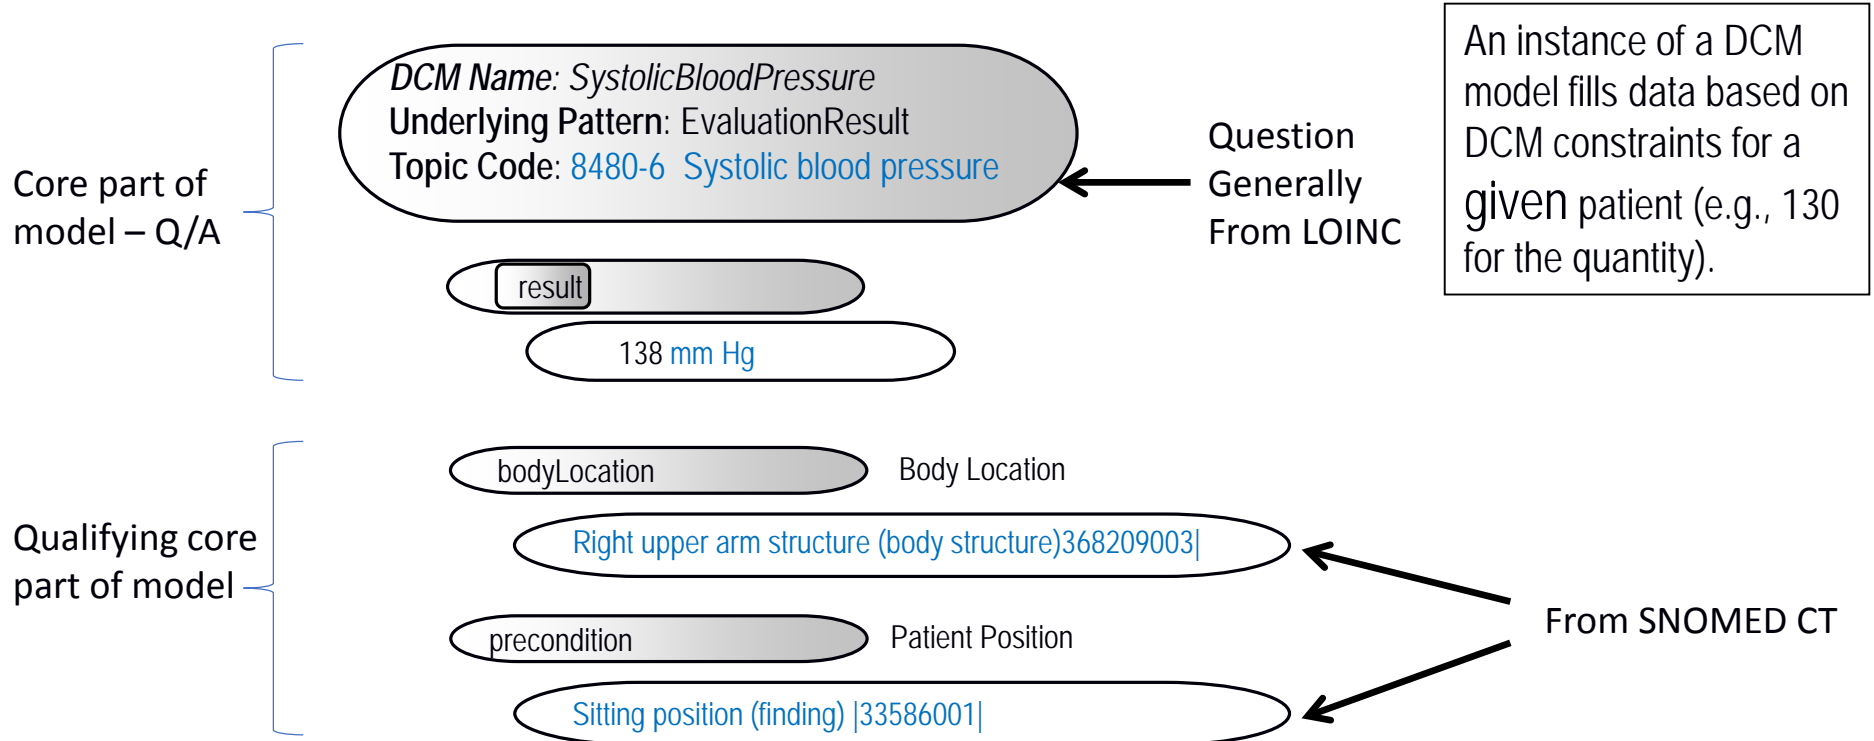 Core part of
model – Q/A
DCM Name: SystolicBloodPressure
Underlying Pattern: EvaluationResult
Topic Code: 8480-6 Systolic blood pressure
Question
Generally
From LOINC
An instance of a DCM
model fills data based on
DCM constraints for a
given patient (e.g., 130
for the quantity).
result
138 mm Hg
Qualifying core
part of model
bodyLocation
Body Location
Right upper arm structure (body structure)368209003|
precondition
Patient Position
Sitting position (finding) |33586001|
From SNOMED CT